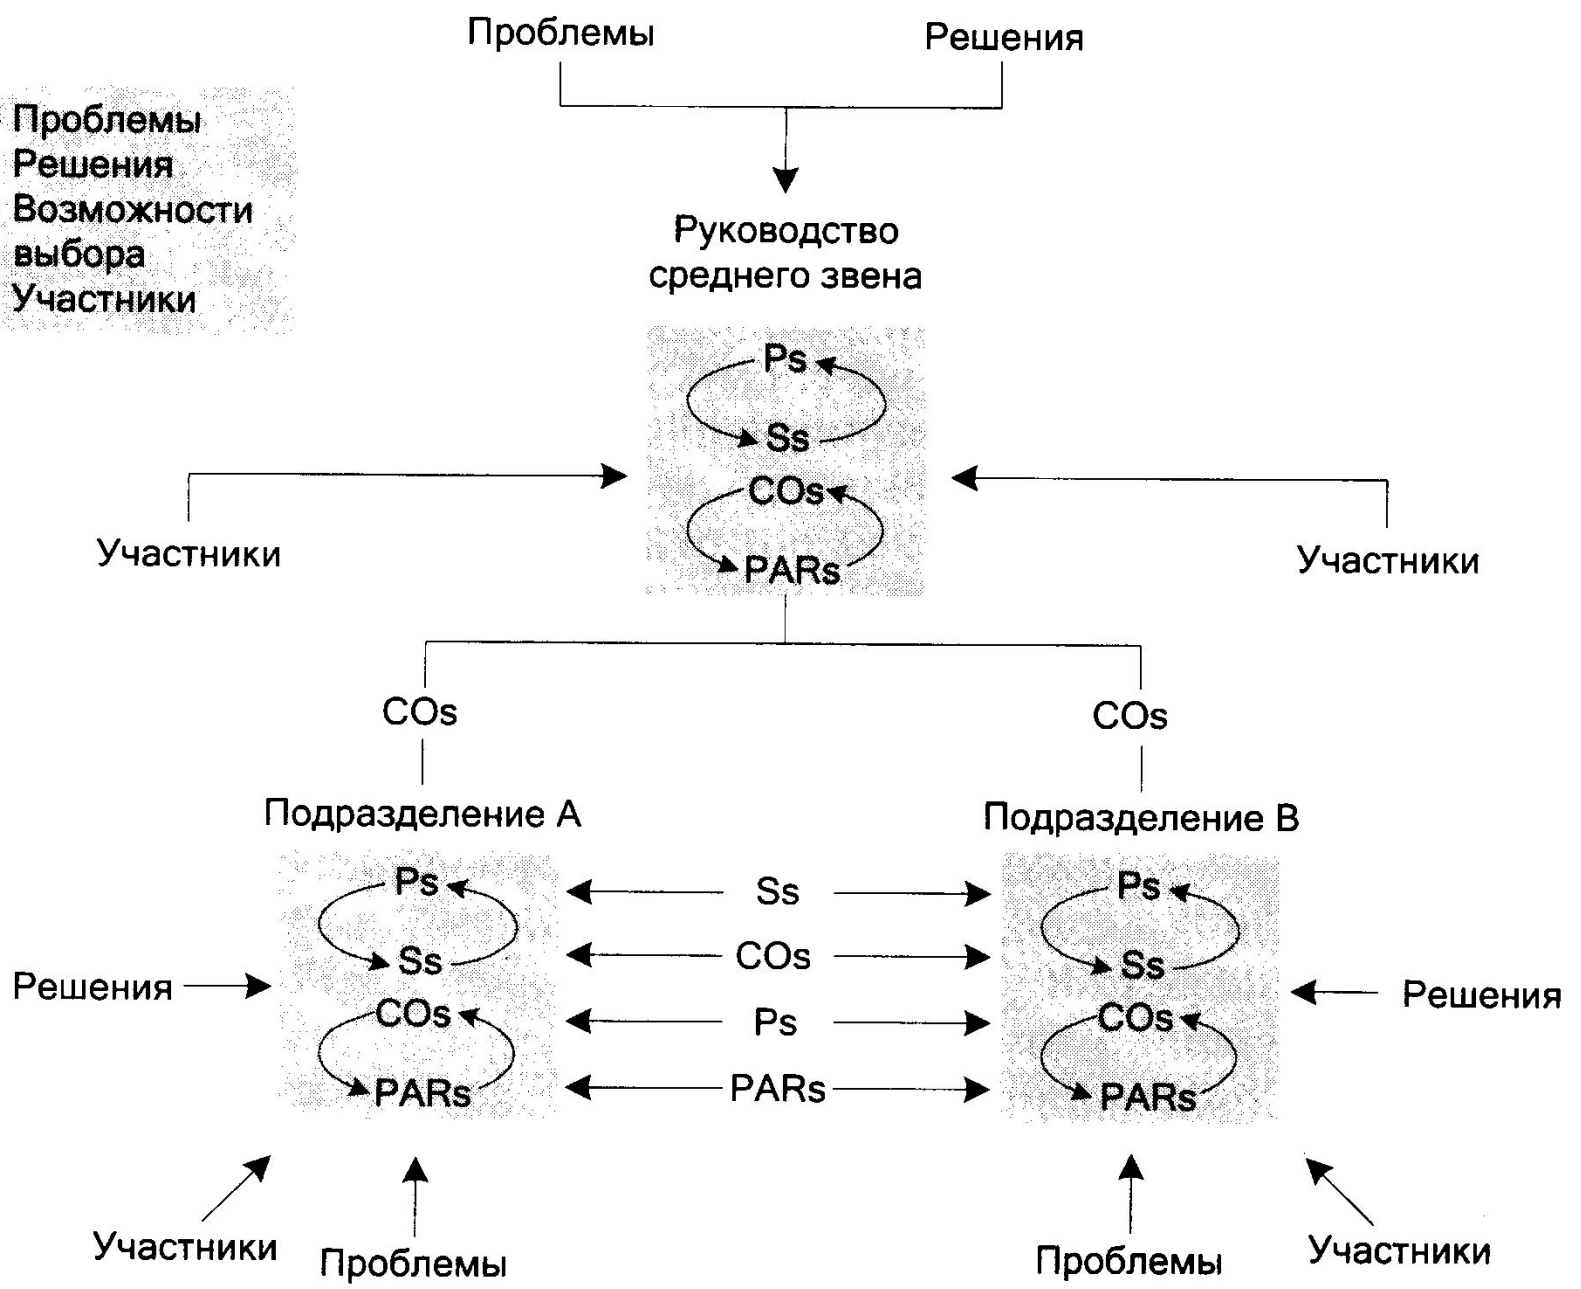 Проблемы
Решения
Проблемы
Решения
Возможности
выбора
Участники
Руководство
среднего звена
Ps
Ss
COs
PARs
Участники
Участники
COs
COs
Подразделение А
Подразделение В
Ps
Ss
COs
PARs
Ss
COs
Ps
PARs
Ps
Ss
COs
PARs
Решения
Решения
Участники
Проблемы
Проблемы
Участники